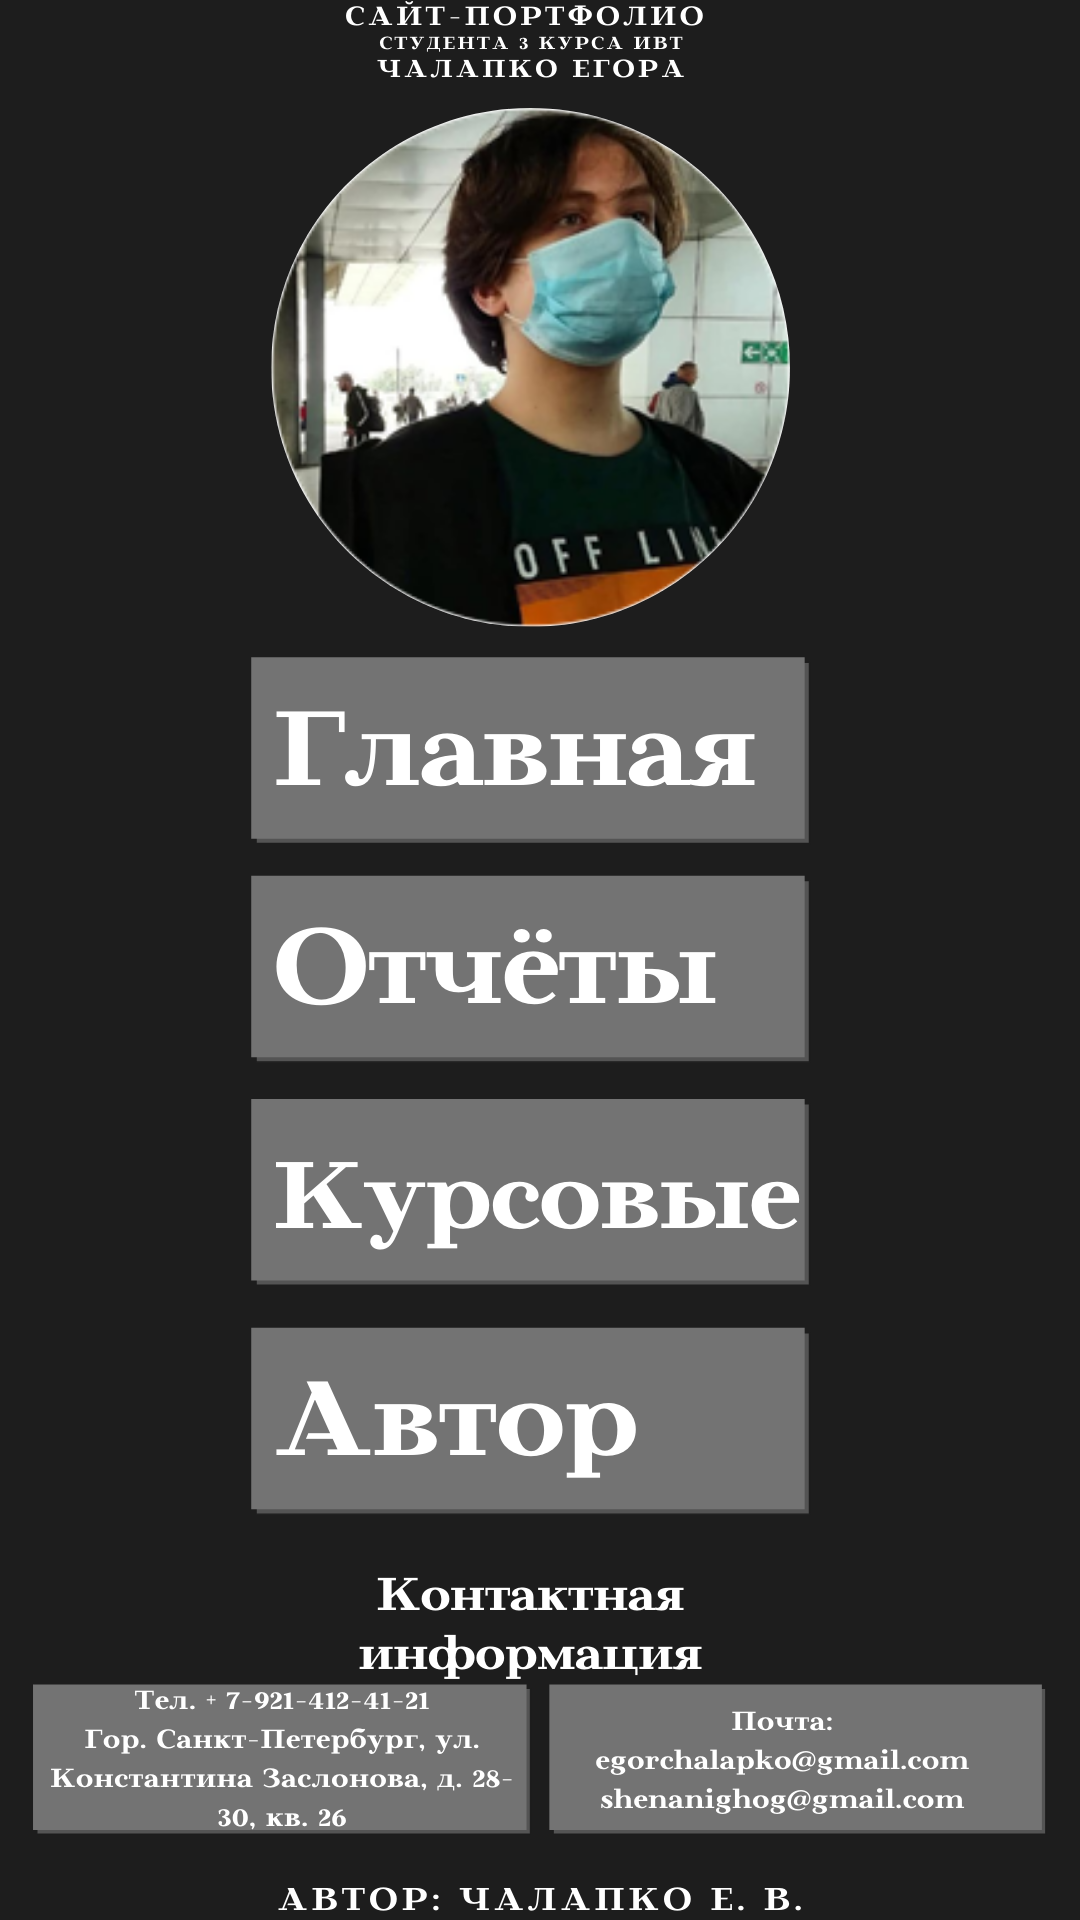 САЙТ-ПОРТФОЛИО
СТУДЕНТА 3 КУРСА ИВТ
ЧАЛАПКО ЕГОРА
OFF LINE
Главная
Отчёты
Курсовые
Автор
Контактная
информация
Тел. + 7-921-412-41-21
Гор. Санкт-Петербург, ул.
Константина Заслонова, д. 28-
30, кв. 26
Почта:
egorchalapko@gmail.com
shenanighog@gmail.com
АВТОР: ЧАЛАПКО Е. В.